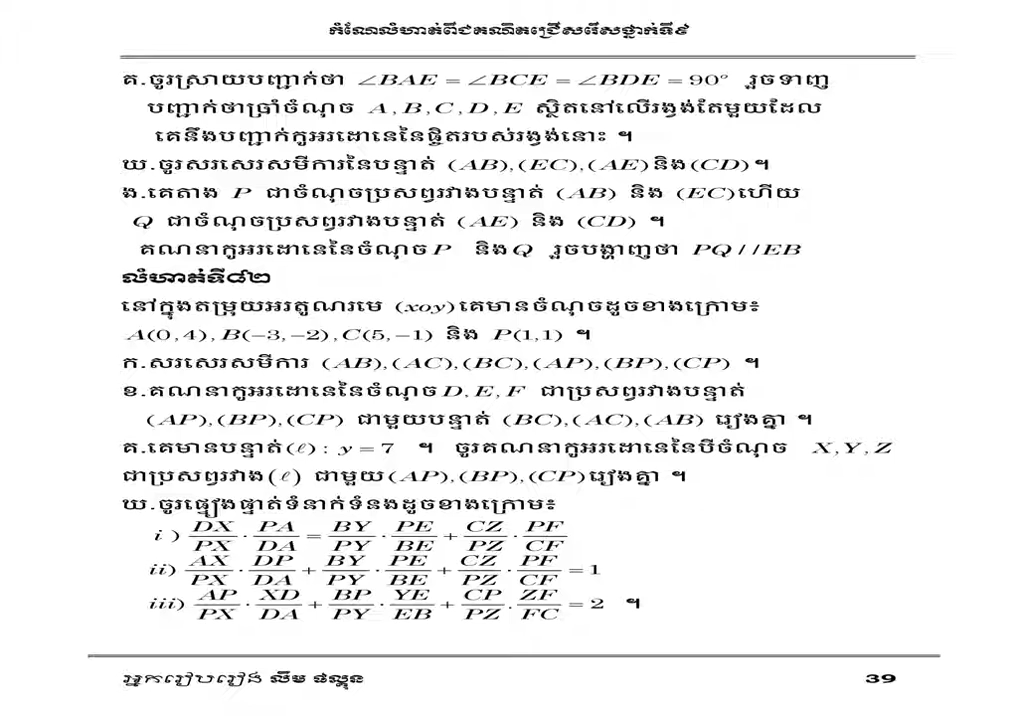 កំណែលំហាត់ពីជគណិតជ្រើសរើសថ្នាក់ទី៩
គ.ចូរស្រាយបញ្ជាក់ថា ∠BAE = ∠BCE = ∠BDE = 90° រួចទាញ
បញ្ជាក់ថាប្រាំចំណុច A , B , C , D , E ស្ថិតនៅលើរង្វង់តែមួយដែល
គេនឹងបញ្ជាក់កូអរដោនេនៃផ្ចិតរបស់រង្វង់នោះ ។
ឃ.ចូរសរសេរសមីការនៃបន្ទាត់ (AB),(EC),(AE) និង (CD) ។
ង.គេតាង P ជាចំណុចប្រសព្វរវាងបន្ទាត់ (AB) និង (EC) ហើយ
Q ជាចំណុចប្រសព្វរវាងបន្ទាត់ (AE) និង (CD) ។
គណនាកូអរដោនេនៃចំណុច P និង Q រួចបង្ហាញថា PQ // EB
លំហាត់ទី៨២
នៅក្នុងតម្រុយអរតូណរមេ (xoy) គេមានចំណុចដូចខាងក្រោម៖
A(0,4), B(−3,−2), C(5,−1) និង P(1,1) ។
ក.សរសេរសមីការ (AB),(AC),(BC),(AP),(BP),(CP) ។
ខ.គណនាកូអរដោនេនៃចំណុច D, E, F ជាប្រសព្វរវាងបន្ទាត់
(AP),(BP),(CP) ជាមួយបន្ទាត់ (BC),(AC),(AB) រៀងគ្នា ។
គ.គេមានបន្ទាត់ (ℓ) : y = 7 ។ ចូរគណនាកូអរដោនេនៃបីចំណុច X,Y,Z
ជាប្រសព្វរវាង (ℓ) ជាមួយ (AP),(BP),(CP) រៀងគ្នា ។
ឃ.ចូរផ្ទៀងផ្ទាត់ទំនាក់ទំនងដូចខាងក្រោម៖
i ) DX/PX · PA/DA = BY/PY · PE/BE + CZ/PZ · PF/CF
ii) AX/PX · DP/DA + BY/PY · PE/BE + CZ/PZ · PF/CF = 1
iii) AP/PX · XD/DA + BP/PY · YE/EB + CP/PZ . ZF/FC = 2 ។
អ្នករៀបរៀង លឹម ផល្គុន 39